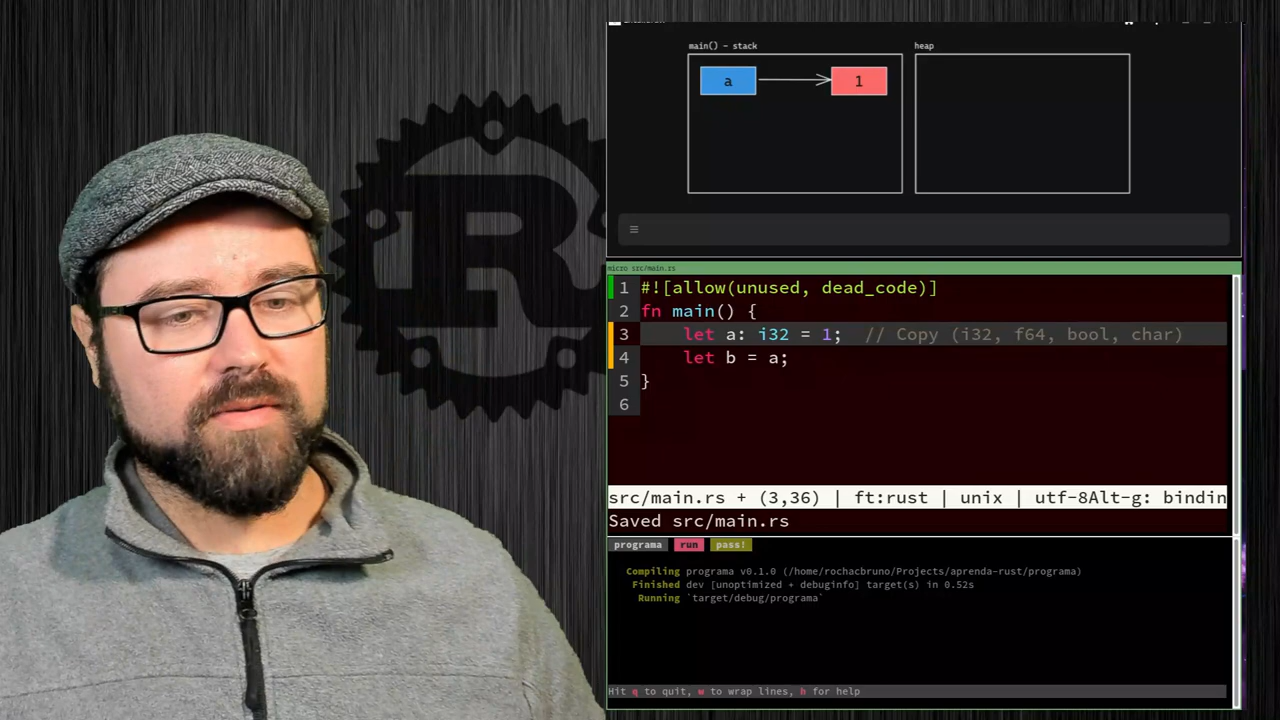 main() - stack
heap
a
1
micro src/main.rs
1 #![allow(unused, dead_code)]
2 fn main() {
3 let a: i32 = 1; // Copy (i32, f64, bool, char)
4 let b = a;
5 }
6
src/main.rs + (3,36) | ft:rust | unix | utf-8Alt-g: bindin
Saved src/main.rs
programa run pass!
Compiling programa v0.1.0 (/home/rochacbruno/Projects/aprenda-rust/programa)
Finished dev [unoptimized + debuginfo] target(s) in 0.52s
Running `target/debug/programa`
Hit q to quit, w to wrap lines, h for help
R